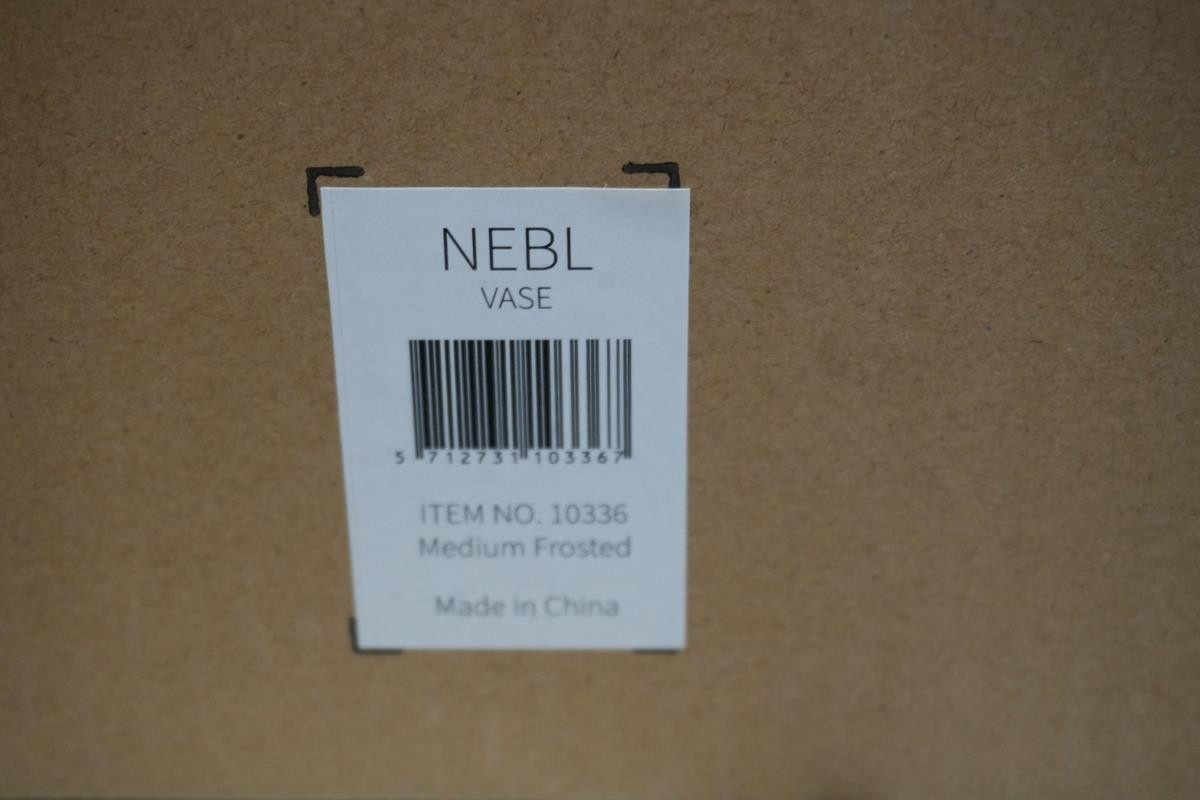 NEBL
VASE
5 712731 103367
ITEM NO. 10336
Medium Frosted
Made in China